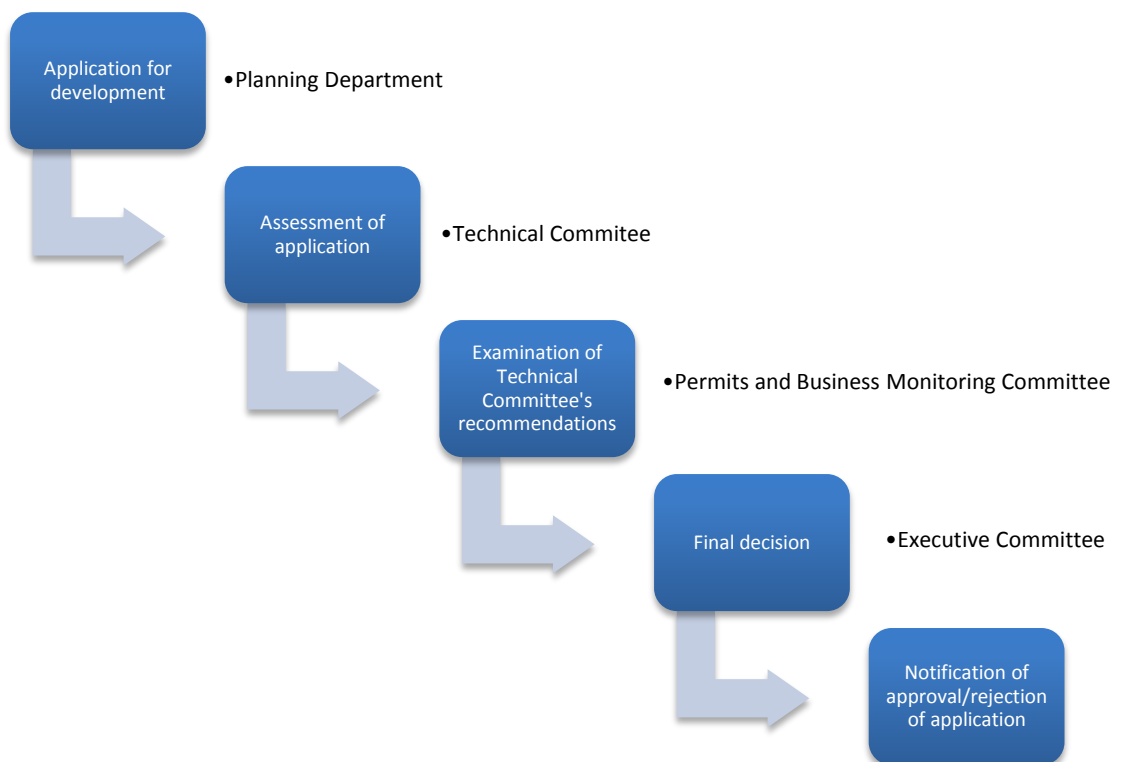 Application for
development
•Planning Department
Assessment of
application
•Technical Commitee
Examination of
Technical
Committee's
recommendations
•Permits and Business Monitoring Committee
Final decision
•Executive Committee
Notification of
approval/rejection
of application